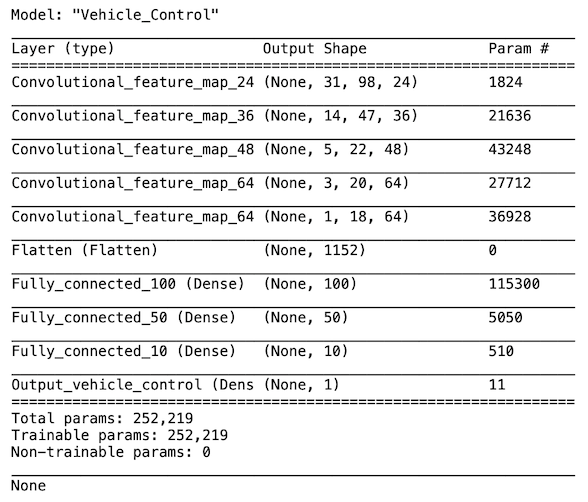 Model: "Vehicle_Control"
Layer (type) Output Shape Param #
=================================================================
Convolutional_feature_map_24 (None, 31, 98, 24) 1824
Convolutional_feature_map_36 (None, 14, 47, 36) 21636
Convolutional_feature_map_48 (None, 5, 22, 48) 43248
Convolutional_feature_map_64 (None, 3, 20, 64) 27712
Convolutional_feature_map_64 (None, 1, 18, 64) 36928
Flatten (Flatten) (None, 1152) 0
Fully_connected_100 (Dense) (None, 100) 115300
Fully_connected_50 (Dense) (None, 50) 5050
Fully_connected_10 (Dense) (None, 10) 510
Output_vehicle_control (Dens (None, 1) 11
=================================================================
Total params: 252,219
Trainable params: 252,219
Non-trainable params: 0
None